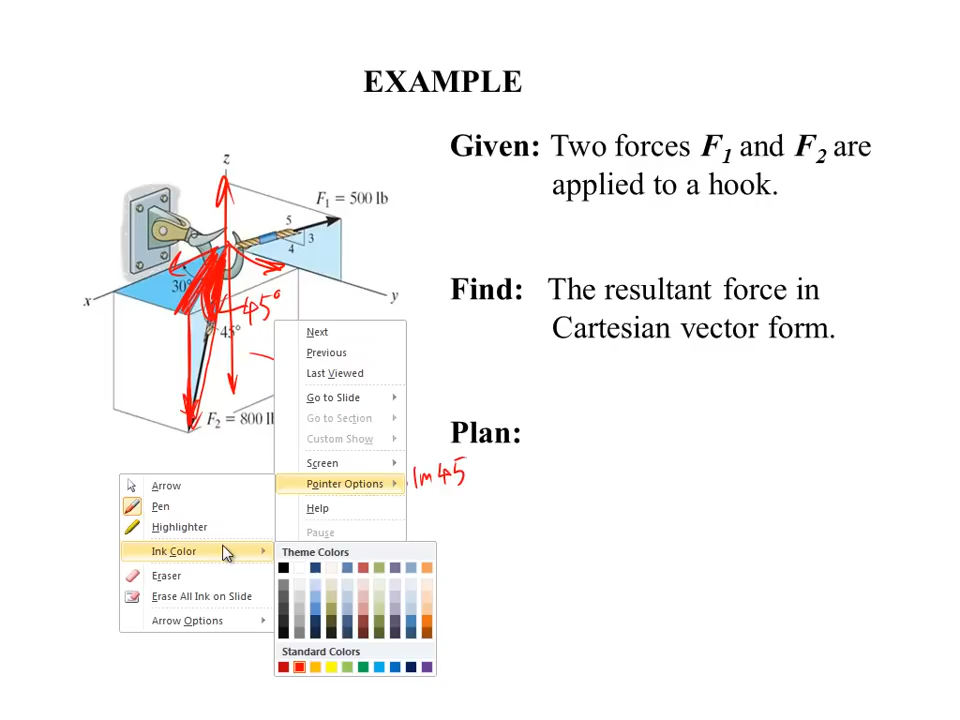 EXAMPLE
Given: Two forces F1 and F2 are
applied to a hook.
Find: The resultant force in
Cartesian vector form.
Plan:
z
F1 = 500 lb
5
3
4
x
30°
y
45°
45°
F2 = 800 l
Next
Previous
Last Viewed
Go to Slide
Go to Section
Custom Show
Screen
Pointer Options
Help
Pause
45
Arrow
Pen
Highlighter
Ink Color
Eraser
Erase All Ink on Slide
Arrow Options
Theme Colors
Standard Colors